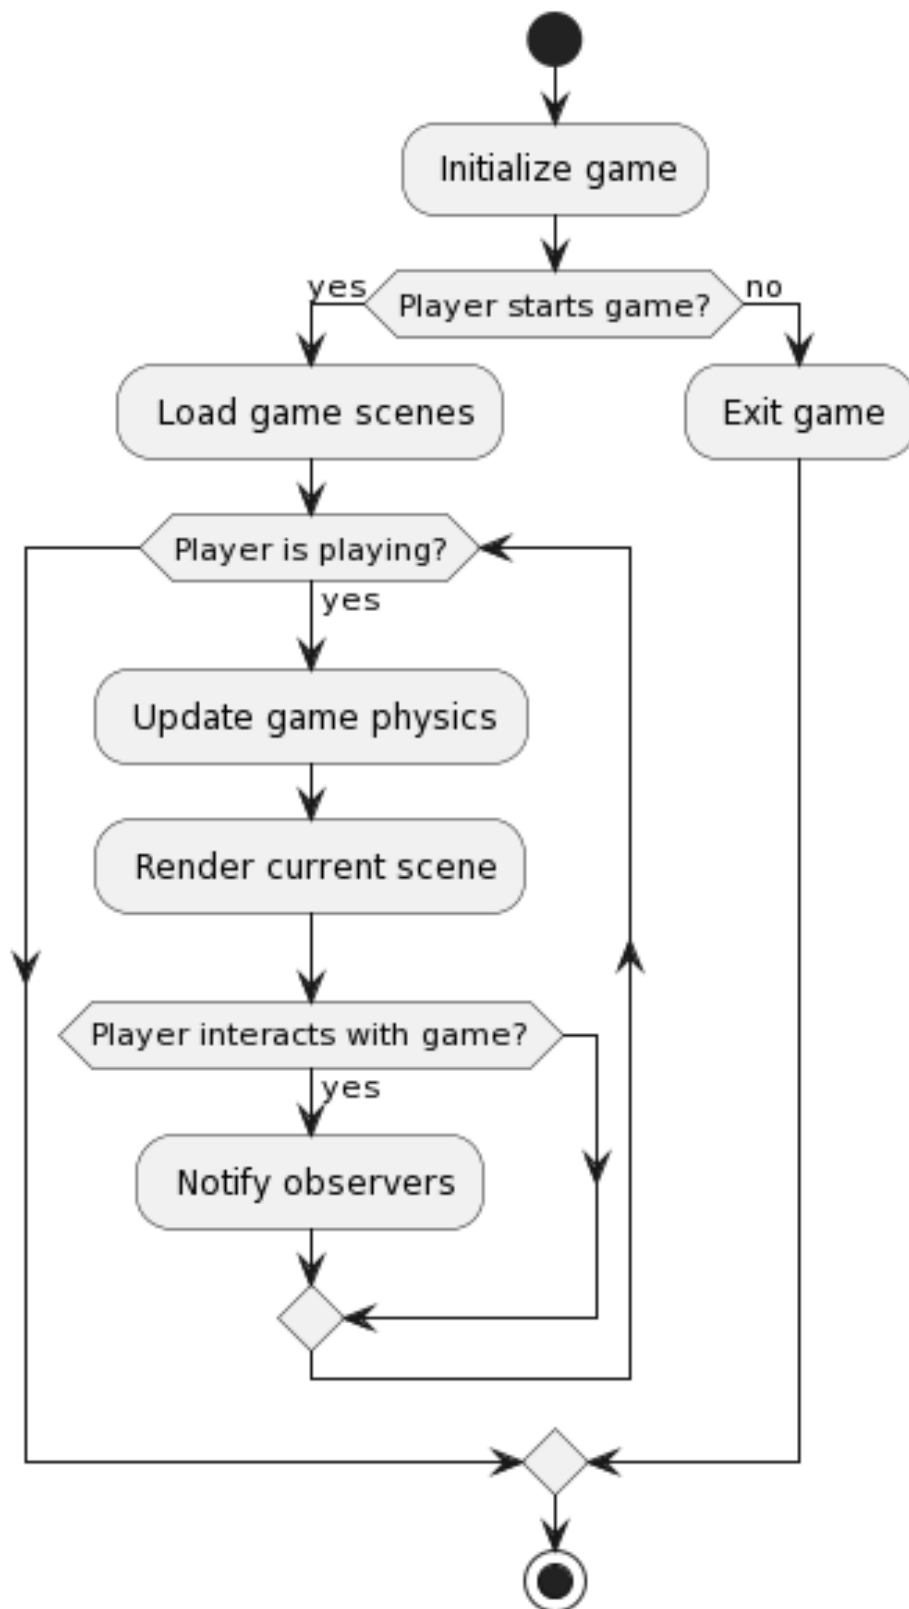 Initialize game
yes
Player starts game?
no
Load game scenes
Exit game
Player is playing?
yes
Update game physics
Render current scene
Player interacts with game?
yes
Notify observers